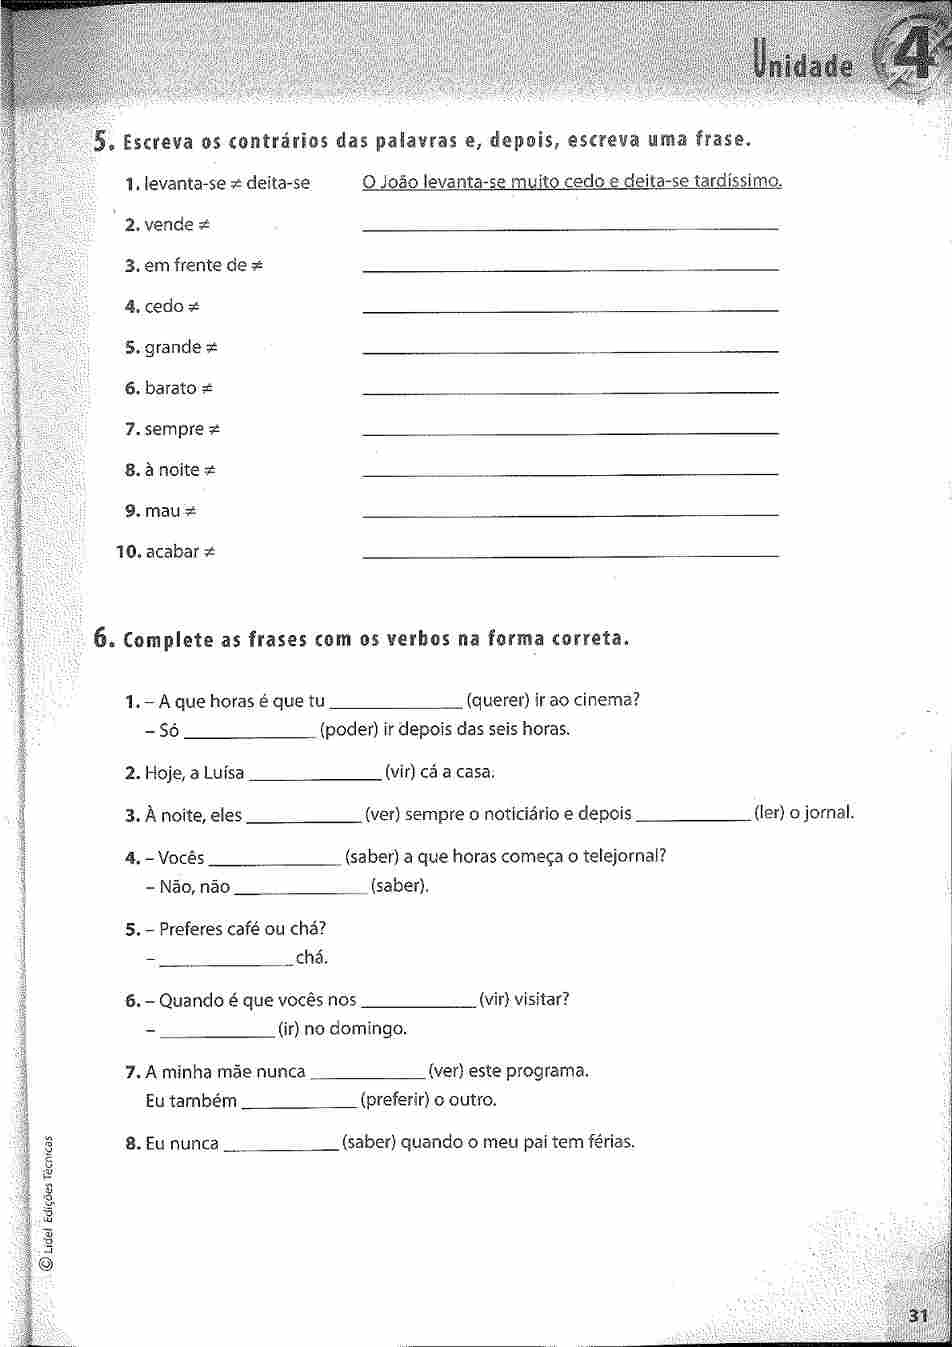 Unidade 4
5. Escreva os contrários das palavras e, depois, escreva uma frase.
1. levanta-se ≠ deita-se O João levanta-se muito cedo e deita-se tardíssimo.
2. vende ≠
3. em frente de ≠
4. cedo ≠
5. grande ≠
6. barato ≠
7. sempre ≠
8. à noite ≠
9. mau ≠
10. acabar ≠
6. Complete as frases com os verbos na forma correta.
1. – A que horas é que tu ______________ (querer) ir ao cinema?
– Só ______________ (poder) ir depois das seis horas.
2. Hoje, a Luísa ______________ (vir) cá a casa.
3. À noite, eles ____________ (ver) sempre o noticiário e depois ____________ (ler) o jornal.
4. – Vocês ______________ (saber) a que horas começa o telejornal?
– Não, não ______________ (saber).
5. – Preferes café ou chá?
– ______________ chá.
6. – Quando é que vocês nos ____________ (vir) visitar?
– ____________ (ir) no domingo.
7. A minha mãe nunca ____________ (ver) este programa.
Eu também ____________ (preferir) o outro.
8. Eu nunca ____________ (saber) quando o meu pai tem férias.
© Lidel Edições Técnicas
31